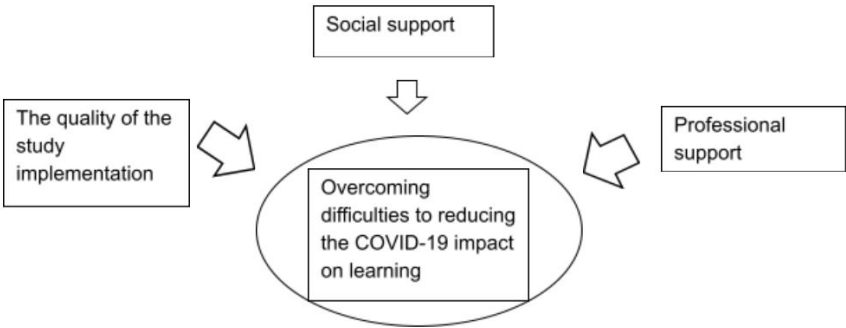 Social support
The quality of the
study
implementation
Professional
support
Overcoming
difficulties to reducing
the COVID-19 impact
on learning